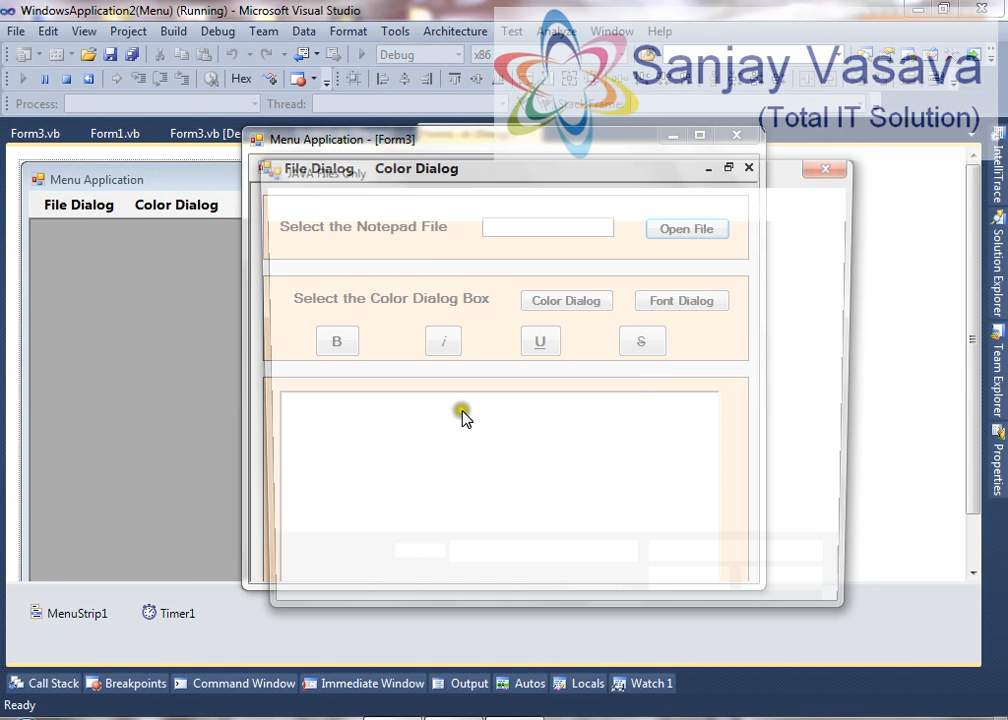 WindowsApplication2(Menu) (Running) - Microsoft Visual Studio
File Edit View Project Build Debug Team Data Format Tools Architecture Test Analyze Window Help
Debug x86
Hex
Process: Thread: Stack Frame:
Sanjay Vasava
(Total IT Solution)
Form3.vb Form1.vb Form3.vb [De
Menu Application - [Form3]
File Dialog Color Dialog
JAVA Files Only
Menu Application
File Dialog Color Dialog
Select the Notepad File Open File
Select the Color Dialog Box Color Dialog Font Dialog
B i U S
IntelliTrace
Solution Explorer
Team Explorer
Properties
MenuStrip1 Timer1
Call Stack Breakpoints Command Window Immediate Window Output Autos Locals Watch 1
Ready